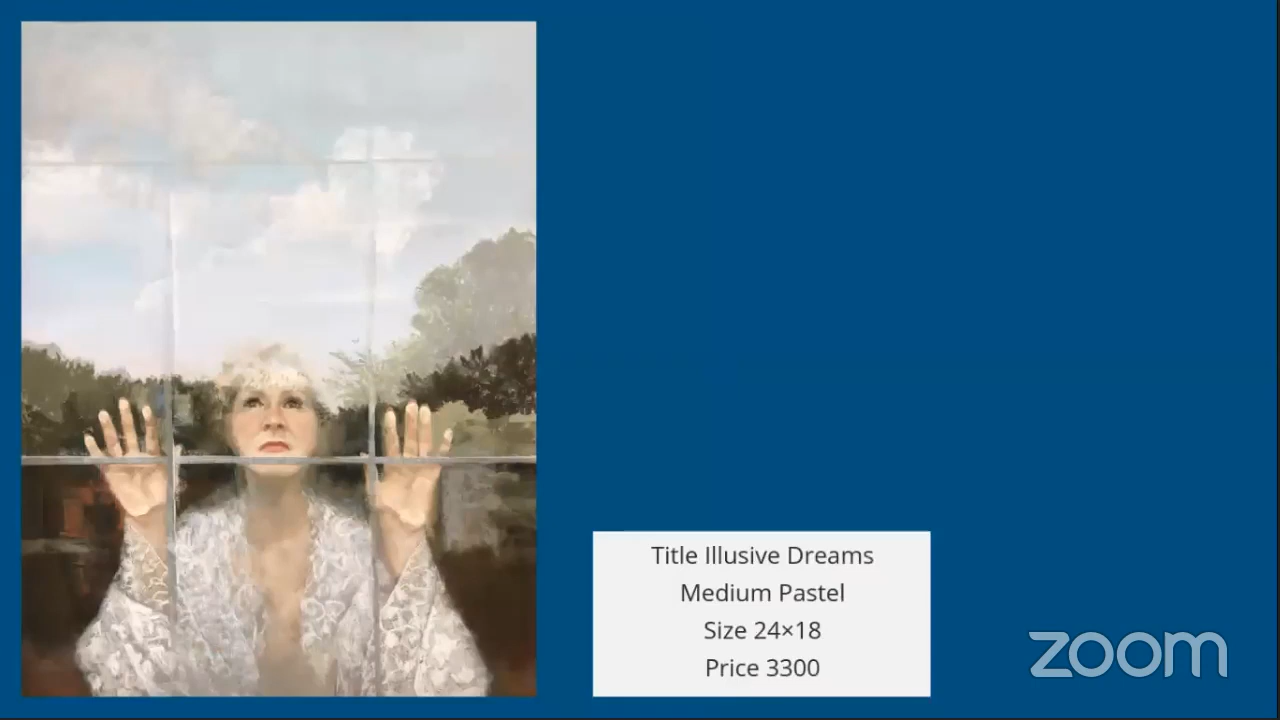 Title Illusive Dreams
Medium Pastel
Size 24×18
Price 3300
zoom